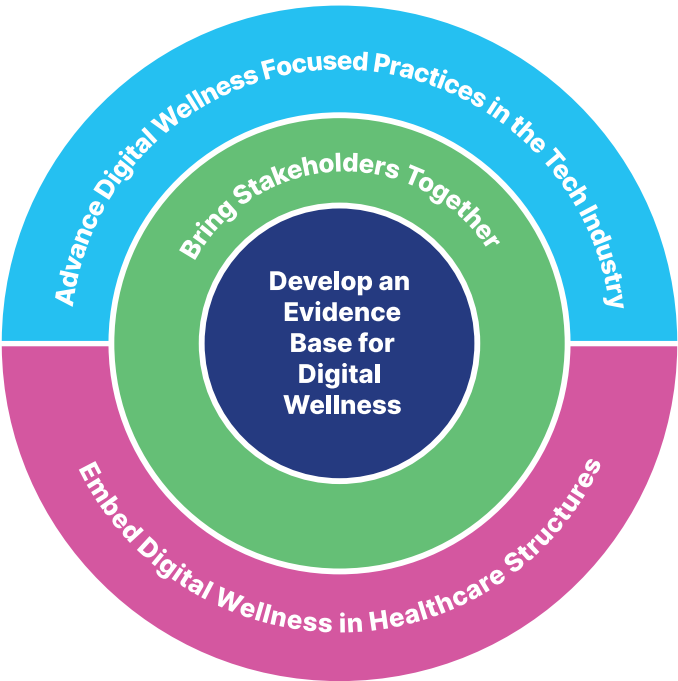 Advance Digital Wellness Focused Practices in the Tech Industry
Bring Stakeholders Together
Develop an
Evidence
Base for
Digital
Wellness
Embed Digital Wellness in Healthcare Structures